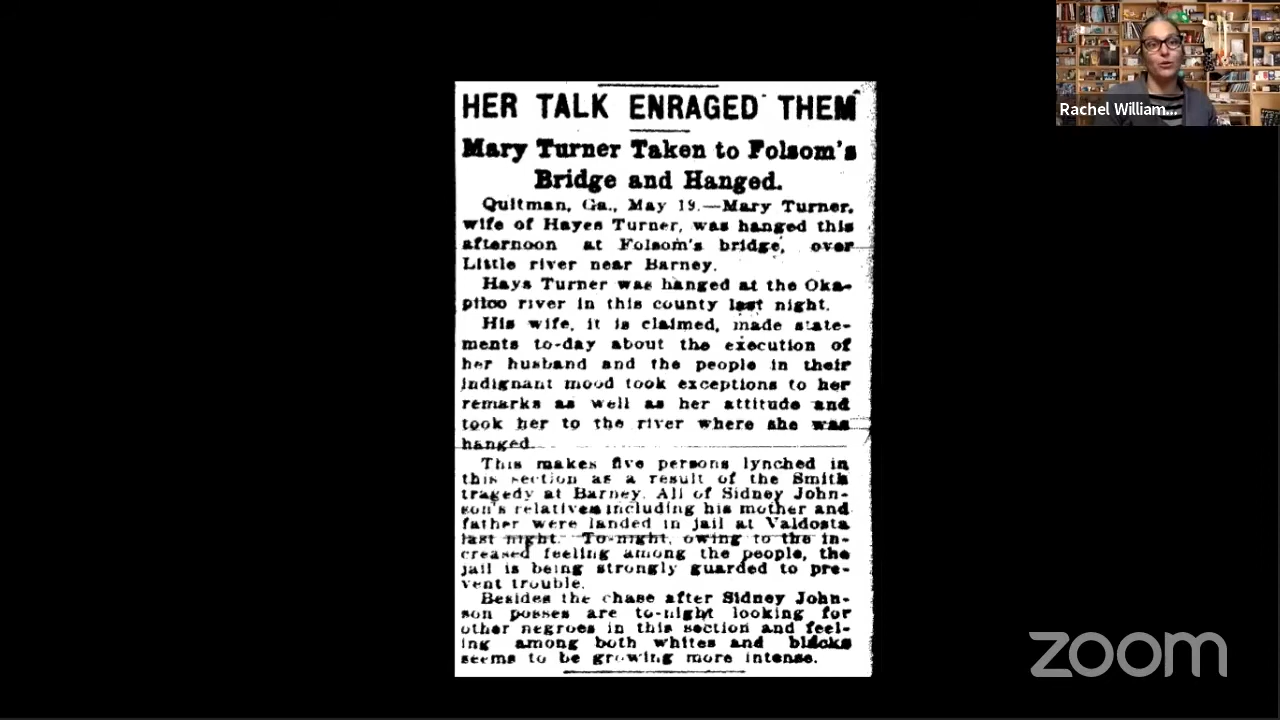 HER TALK ENRAGED THEM
Mary Turner Taken to Folsom's
Bridge and Hanged.
Quitman, Ga., May 19.—Mary Turner,
wife of Hayes Turner, was hanged this
afternoon at Folsom's bridge, over
Little river near Barney.
Hays Turner was hanged at the Oka-
piloo river in this county last night.
His wife, it is claimed, made state-
ments to-day about the execution of
her husband and the people in their
indignant mood took exceptions to her
remarks as well as her attitude and
took her to the river where she was
hanged.
This makes five persons lynched in
this section as a result of the Smith
tragedy at Barney. All of Sidney John-
son's relatives including his mother and
father were landed in jail at Valdosta
last night. To-night, owing to the in-
creased feeling among the people, the
jail is being strongly guarded to pre-
vent trouble.
Besides the chase after Sidney John-
son posses are to-night looking for
other negroes in this section and feel-
ing among both whites and blacks
seems to be growing more intense.
Rachel William...
zoom